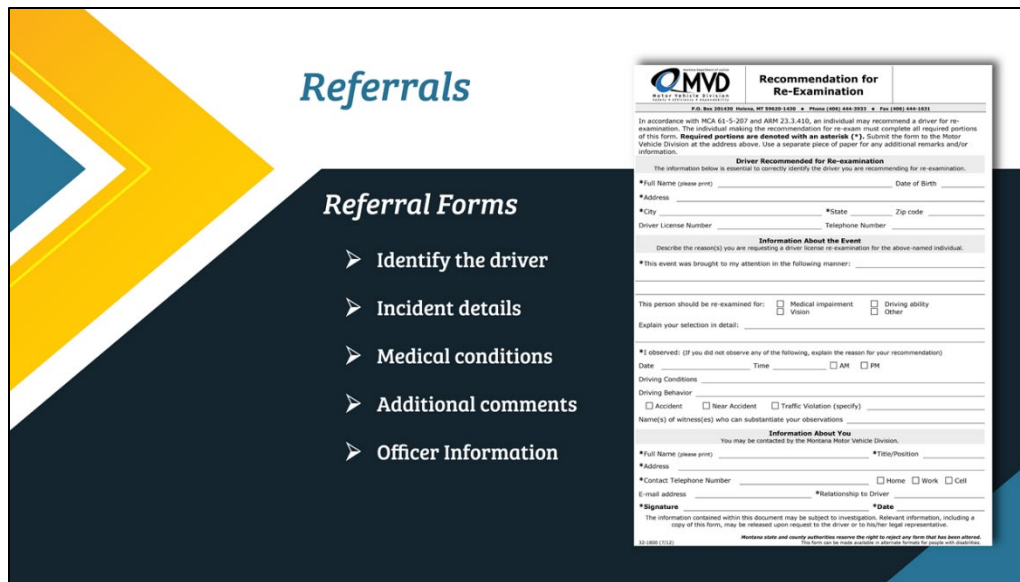 Referrals
Referral Forms
➢ Identify the driver
➢ Incident details
➢ Medical conditions
➢ Additional comments
➢ Officer Information
MVD
Motor Vehicle Division
Recommendation for
Re-Examination
P.O. Box 201430 Helena, MT 59620-1430 ● Phone (406) 444-3933 ● Fax (406) 444-1631
In accordance with MCA 61-5-207 and ARM 23.3.410, an individual may recommend a driver for re-
examination. The individual making the recommendation for re-exam must complete all required portions
of this form. Required portions are denoted with an asterisk (*). Submit the form to the Motor
Vehicle Division at the address above. Use a separate piece of paper for any additional remarks and/or
information.
Driver Recommended for Re-examination
The information below is essential to correctly identify the driver you are recommending for re-examination.
*Full Name (please print) Date of Birth
*Address
*City *State Zip code
Driver License Number Telephone Number
Information About the Event
Describe the reason(s) you are requesting a driver license re-examination for the above-named individual.
*This event was brought to my attention in the following manner:
This person should be re-examined for: ☐ Medical impairment ☐ Driving ability
☐ Vision ☐ Other
Explain your selection in detail:
*I observed: (If you did not observe any of the following, explain the reason for your recommendation)
Date Time ☐ AM ☐ PM
Driving Conditions
Driving Behavior
☐ Accident ☐ Near Accident ☐ Traffic Violation (specify)
Name(s) of witness(es) who can substantiate your observations
Information About You
You may be contacted by the Montana Motor Vehicle Division.
*Full Name (please print) *Title/Position
*Address
*Contact Telephone Number ☐ Home ☐ Work ☐ Cell
E-mail address *Relationship to Driver
*Signature *Date
The information contained within this document may be subject to investigation. Relevant information, including a
copy of this form, may be released upon request to the driver or to his/her legal representative.
Montana state and county authorities reserve the right to reject any form that has been altered.
32-1800 (7/12) This form can be made available in alternate formats for people with disabilities.